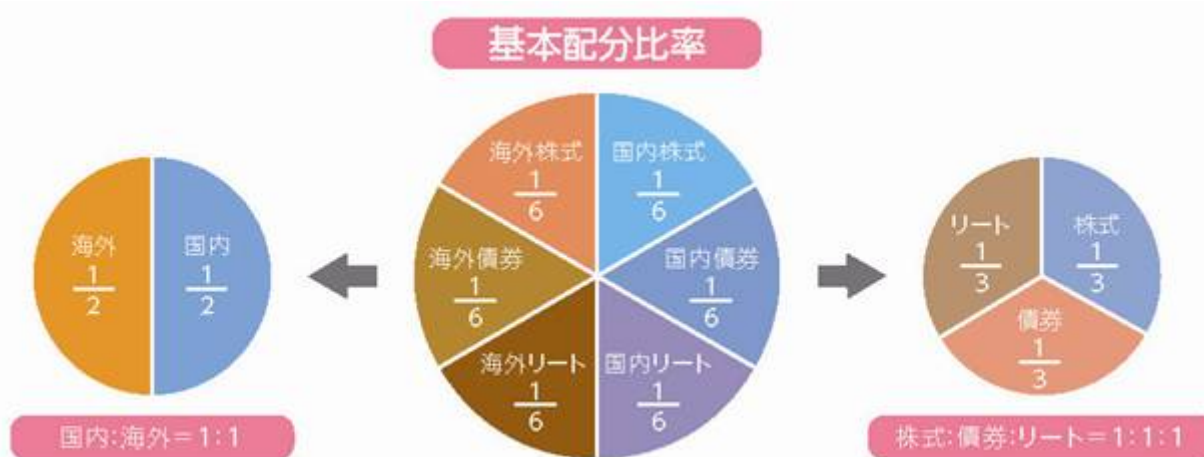 基本配分比率
海外
1/2
国内
1/2
国内:海外=1:1
海外株式
1/6
国内株式
1/6
海外債券
1/6
国内債券
1/6
海外リート
1/6
国内リート
1/6
リート
1/3
株式
1/3
債券
1/3
株式:債券:リート=1:1:1